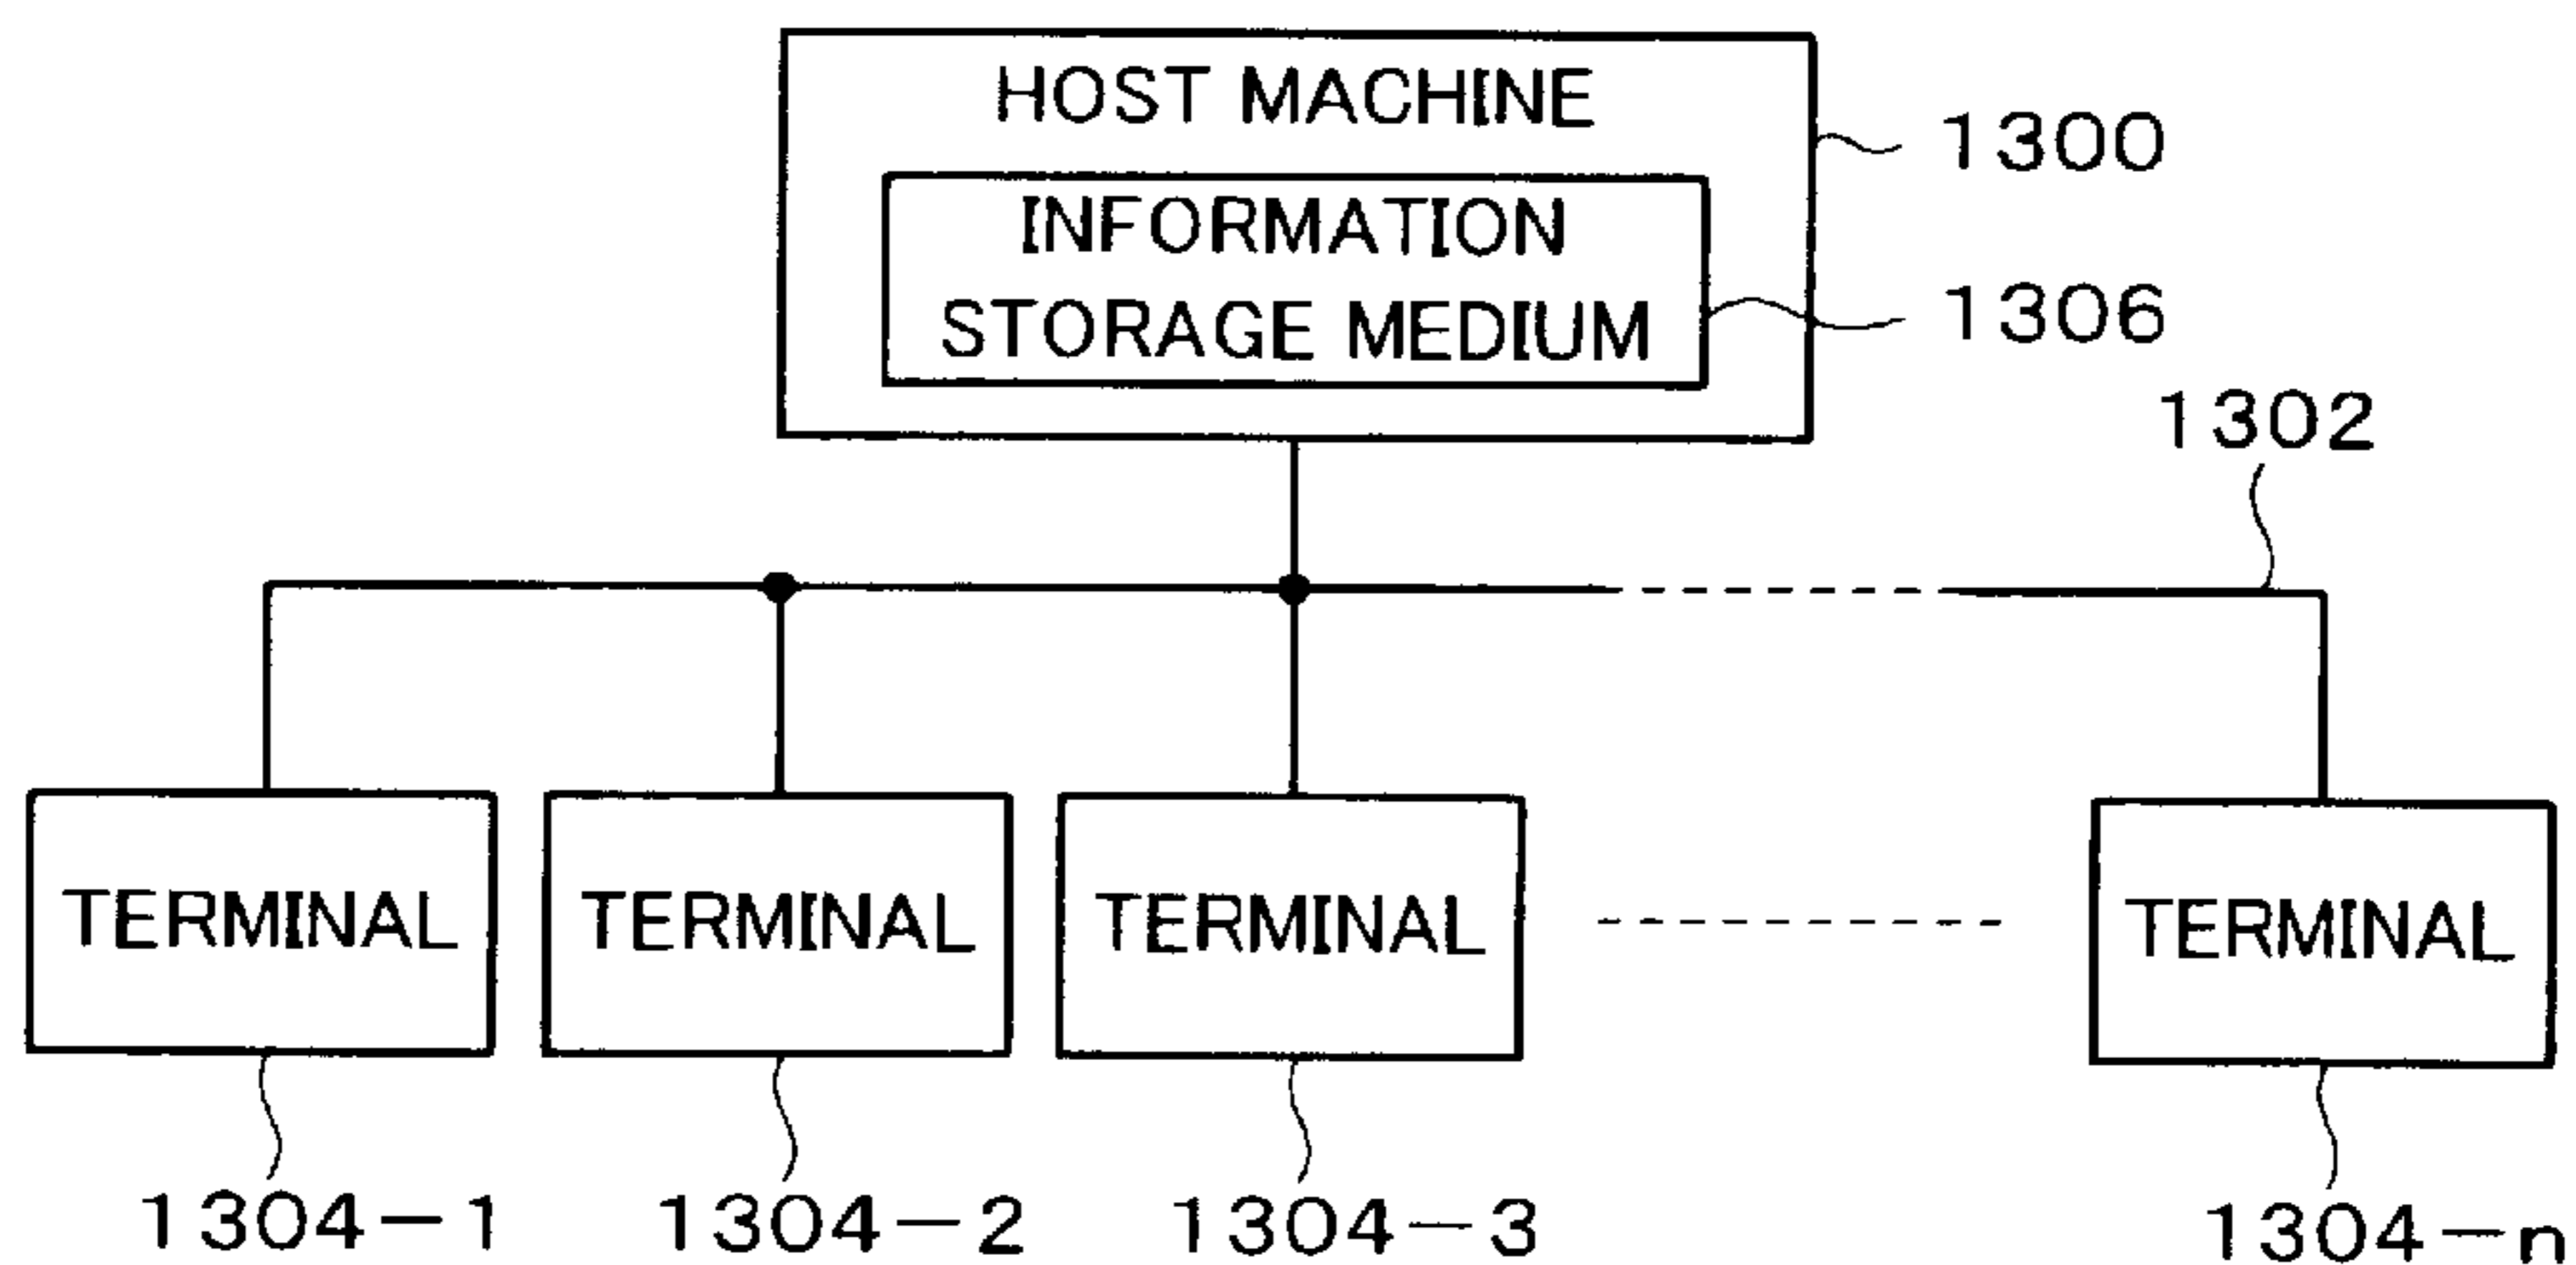 HOST MACHINE
1300
INFORMATION
STORAGE MEDIUM
1306
1302
TERMINAL
TERMINAL
TERMINAL
TERMINAL
1304-1
1304-2
1304-3
1304-n